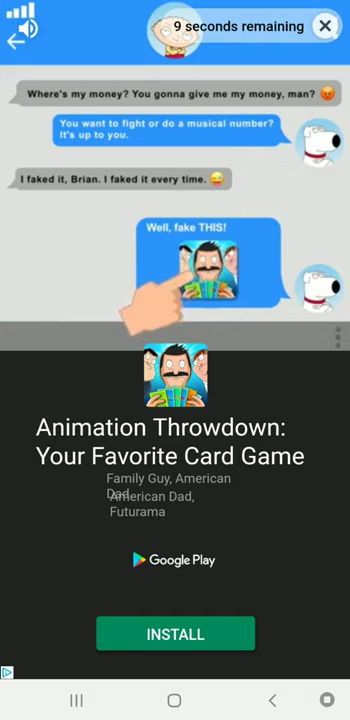 9 seconds remaining
Where's my money? You gonna give me my money, man?
You want to fight or do a musical number?
It's up to you.
I faked it, Brian. I faked it every time.
Well, fake THIS!
Animation Throwdown:
Your Favorite Card Game
Family Guy, American
Dad
American Dad,
Futurama
Google Play
INSTALL